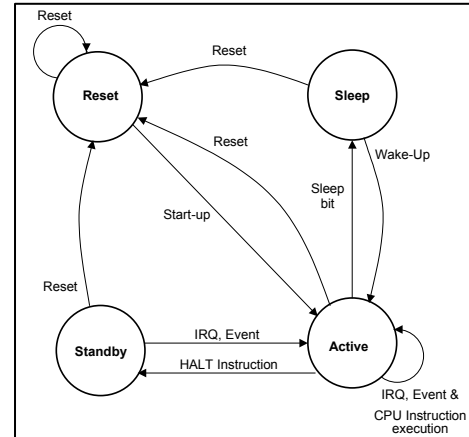 Reset
Reset
Reset
Sleep
Reset
Wake-Up
Sleep
bit
Start-up
Reset
IRQ, Event
Standby
Active
HALT Instruction
IRQ, Event &
CPU Instruction
execution